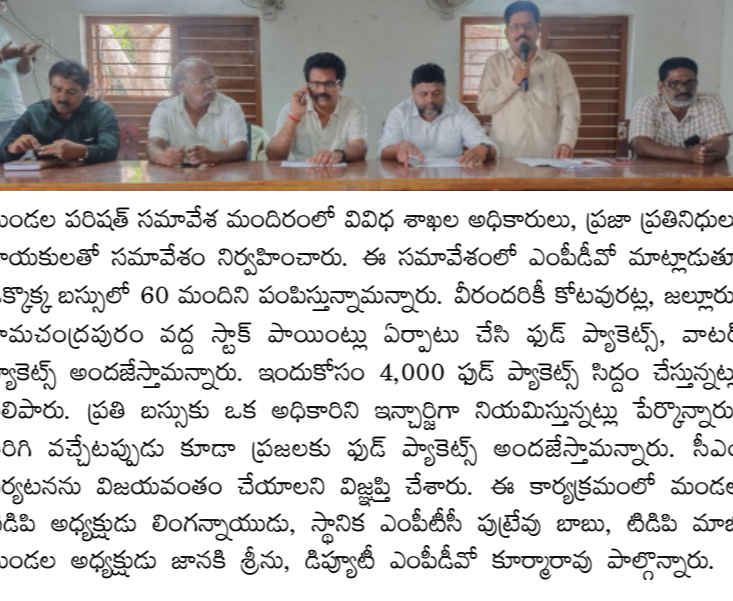 మండల పరిషత్ సమావేశ మందిరంలో వివిధ శాఖల అధికారులు, ప్రజా ప్రతినిధులు
నాయకులతో సమావేశం నిర్వహించారు. ఈ సమావేశంలో ఎంపీడీవో మాట్లాడుతూ
ఒక్కొక్క బస్సులో 60 మందిని పంపిస్తున్నామన్నారు. వీరందరికీ కోటవురట్ల, జల్లూరు
రామచంద్రపురం వద్ద స్టాక్ పాయింట్లు ఏర్పాటు చేసి ఫుడ్ ప్యాకెట్స్, వాటర్
ప్యాకెట్స్ అందజేస్తామన్నారు. ఇందుకోసం 4,000 ఫుడ్ ప్యాకెట్స్ సిద్దం చేస్తున్నట్లు
తెలిపారు. ప్రతి బస్సుకు ఒక అధికారిని ఇన్చార్జిగా నియమిస్తున్నట్లు పేర్కొన్నారు
తిరిగి వచ్చేటప్పుడు కూడా ప్రజలకు ఫుడ్ ప్యాకెట్స్ అందజేస్తామన్నారు. సీఎం
పర్యటనను విజయవంతం చేయాలని విజ్ఞప్తి చేశారు. ఈ కార్యక్రమంలో మండల
టిడిపి అధ్యక్షుడు లింగన్నాయుడు, స్థానిక ఎంపీటీసీ పుట్రేవు బాబు, టిడిపి మాజీ
మండల అధ్యక్షుడు జానకి శ్రీను, డిప్యూటీ ఎంపీడీవో కూర్మారావు పాల్గొన్నారు.